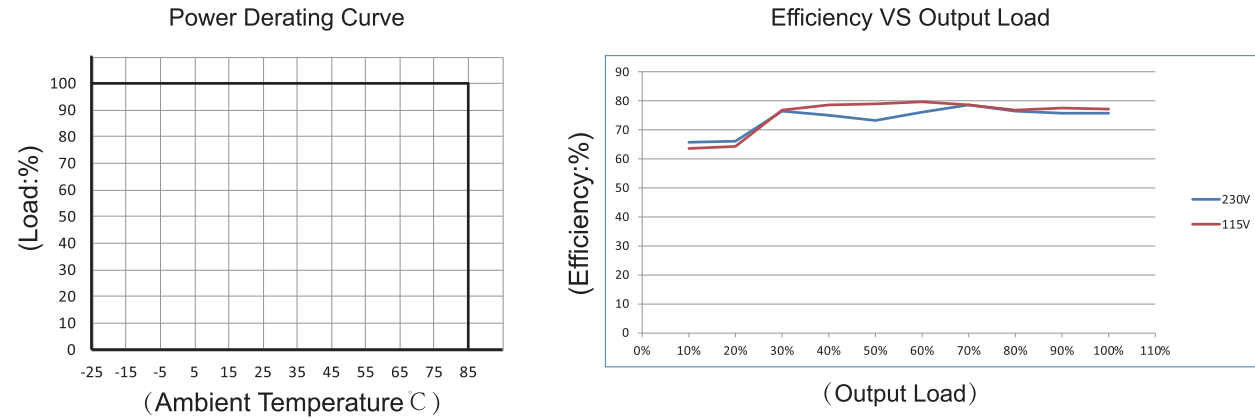 Power Derating Curve
100
90
80
70
60
50
40
30
20
10
0
(Load:%)
-25 -15 -5 5 15 25 35 45 55 65 75 85
（Ambient Temperature℃）
Efficiency VS Output Load
90
80
70
60
50
40
30
20
10
0
(Efficiency:%)
0% 10% 20% 30% 40% 50% 60% 70% 80% 90% 100% 110%
（Output Load）
230V
115V